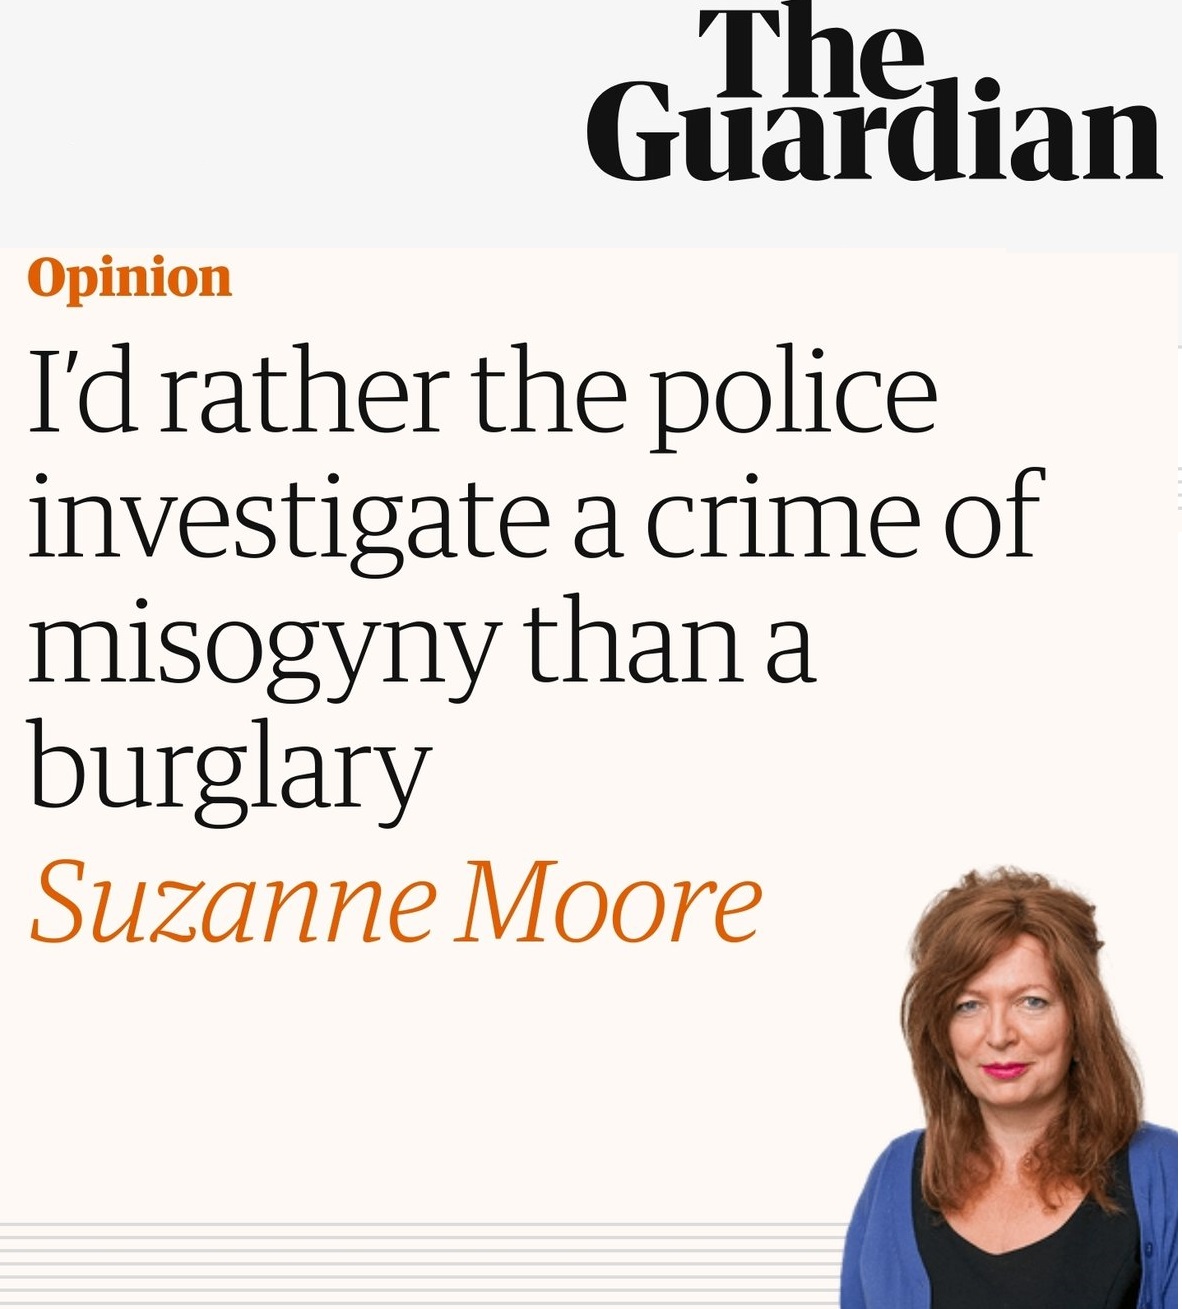 The
Guardian
Opinion
I’d rather the police
investigate a crime of
misogyny than a
burglary
Suzanne Moore